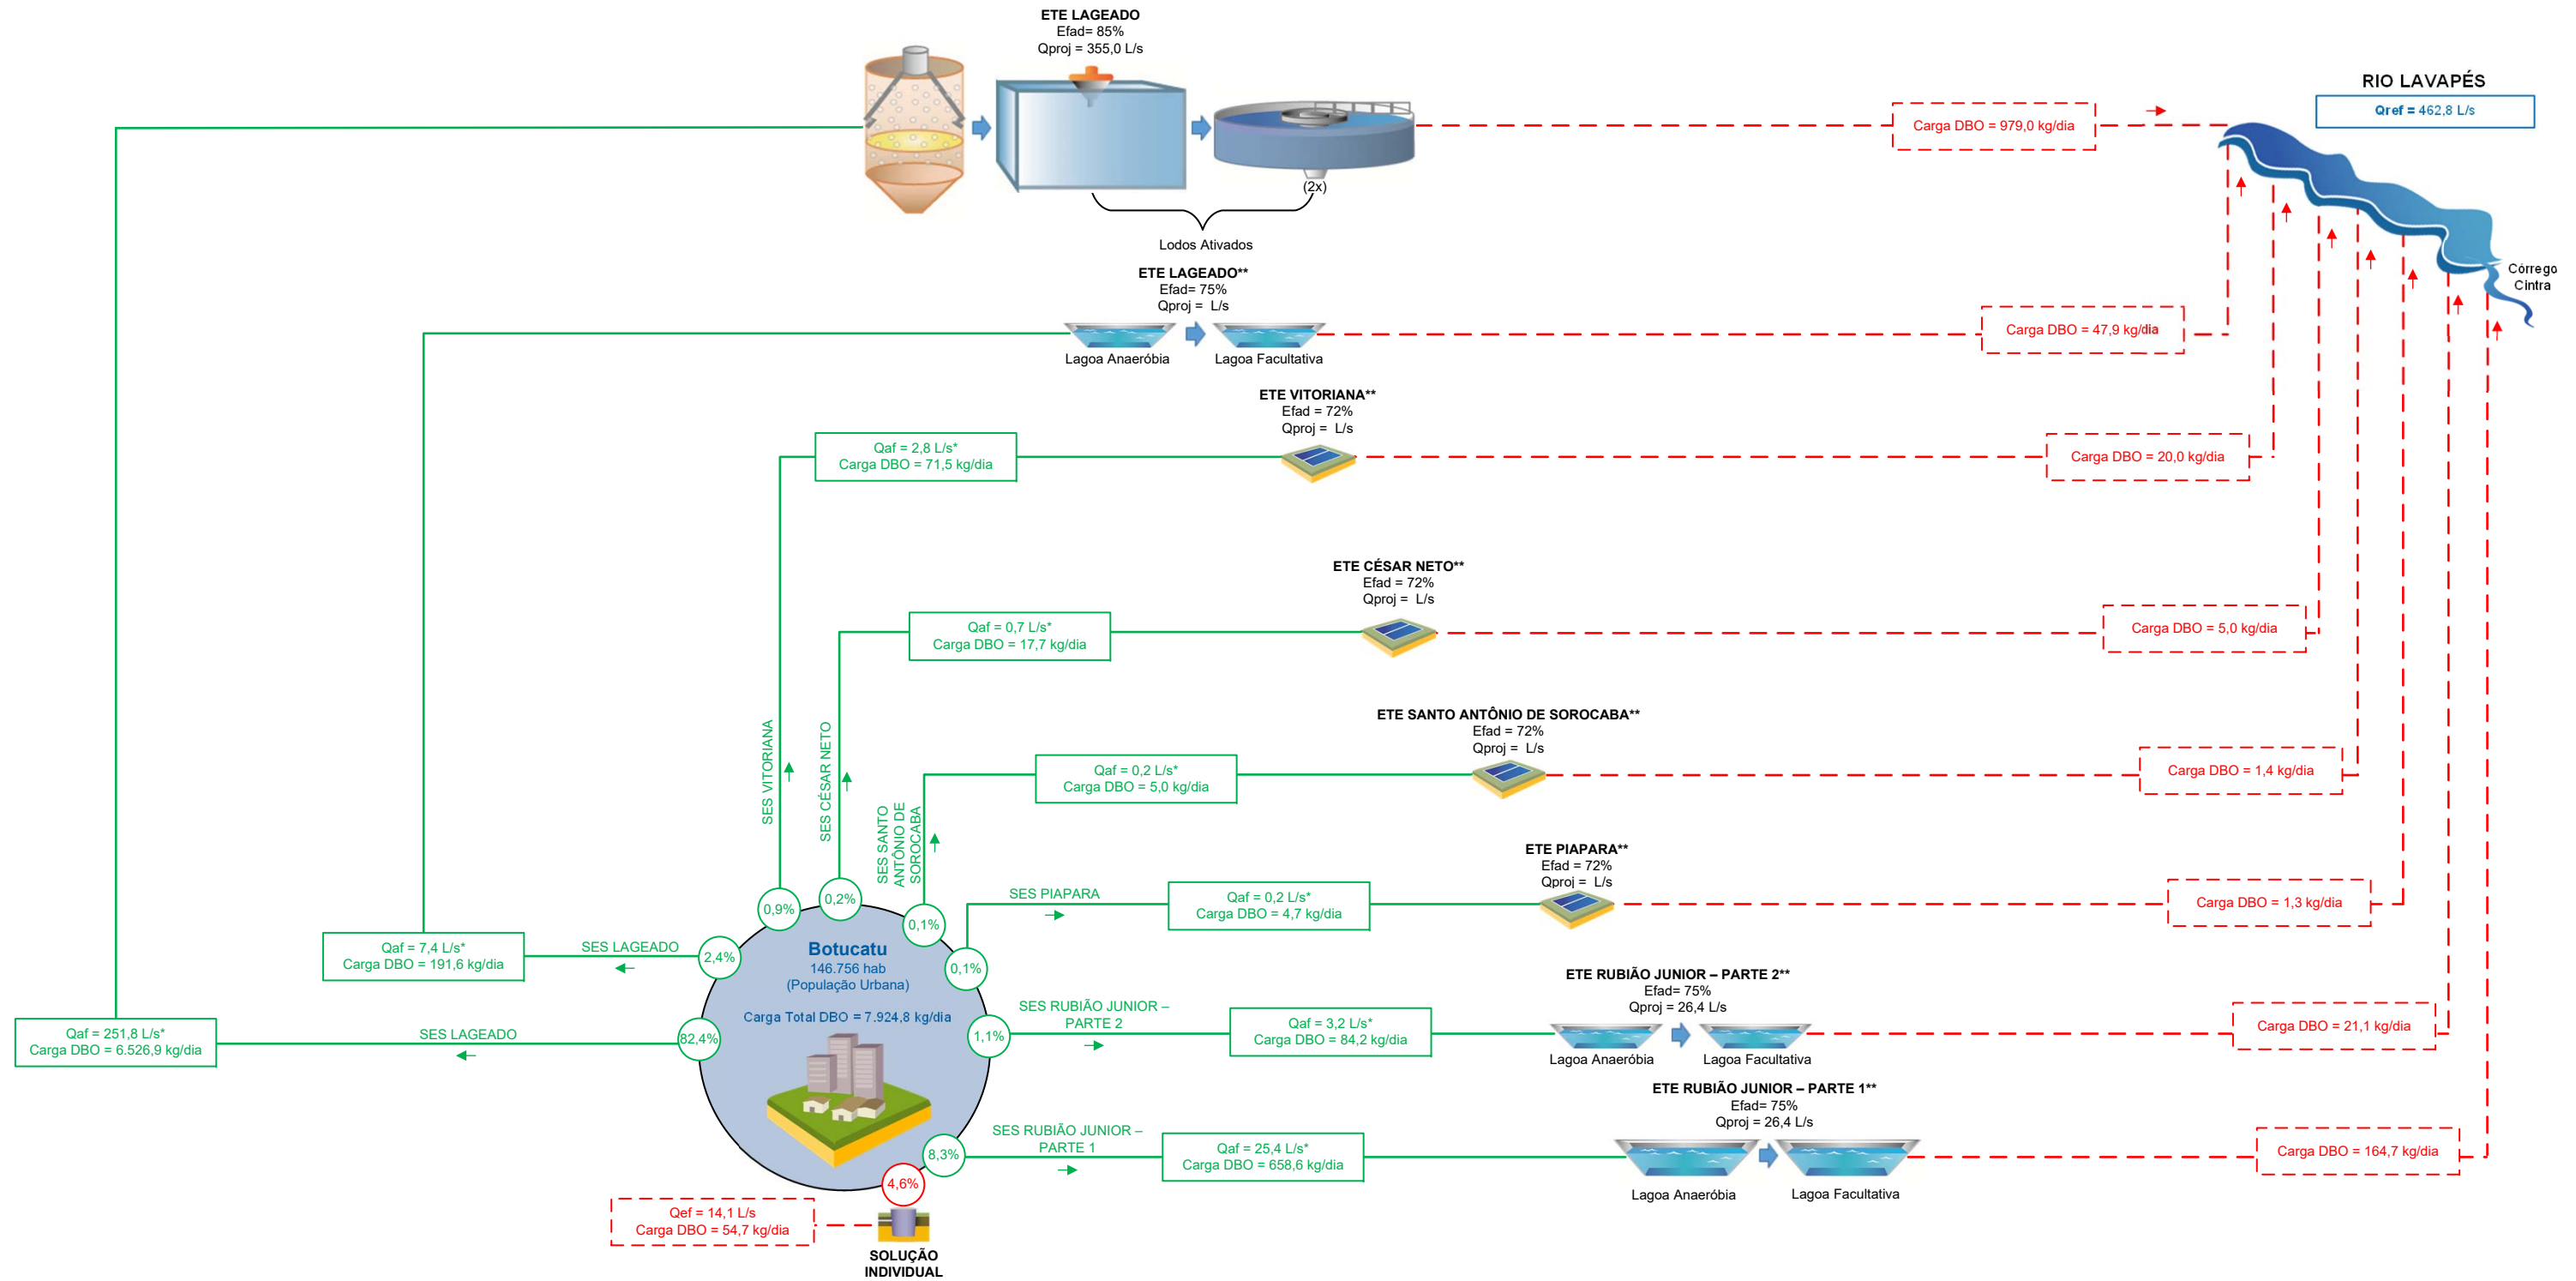 ETE LAGEADO
Efad= 85%
Qproj = 355,0 L/s
RIO LAVAPÉS
Qref = 462,8 L/s
Carga DBO = 979,0 kg/dia
(2x)
Lodos Ativados
Córrego
Cintra
ETE LAGEADO**
Efad= 75%
Qproj =  L/s
Lagoa Anaeróbia
Lagoa Facultativa
Carga DBO = 47,9 kg/dia
ETE VITORIANA**
Efad = 72%
Qproj =  L/s
Qaf = 2,8 L/s*
Carga DBO = 71,5 kg/dia
Carga DBO = 20,0 kg/dia
ETE CÉSAR NETO**
Efad = 72%
Qproj =  L/s
Qaf = 0,7 L/s*
Carga DBO = 17,7 kg/dia
Carga DBO = 5,0 kg/dia
ETE SANTO ANTÔNIO DE SOROCABA**
Efad = 72%
Qproj =  L/s
Qaf = 0,2 L/s*
Carga DBO = 5,0 kg/dia
Carga DBO = 1,4 kg/dia
SES VITORIANA
SES CÉSAR NETO
SES SANTO
ANTÔNIO DE
SOROCABA
ETE PIAPARA**
Efad = 72%
Qproj =  L/s
SES PIAPARA
Qaf = 0,2 L/s*
Carga DBO = 4,7 kg/dia
Carga DBO = 1,3 kg/dia
0,9%
0,2%
0,1%
0,1%
2,4%
82,4%
1,1%
8,3%
4,6%
Botucatu
146.756 hab
(População Urbana)
Carga Total DBO = 7.924,8 kg/dia
SES LAGEADO
Qaf = 7,4 L/s*
Carga DBO = 191,6 kg/dia
SES LAGEADO
Qaf = 251,8 L/s*
Carga DBO = 6.526,9 kg/dia
ETE RUBIÃO JUNIOR – PARTE 2**
Efad= 75%
Qproj = 26,4 L/s
SES RUBIÃO JUNIOR –
PARTE 2
Qaf = 3,2 L/s*
Carga DBO = 84,2 kg/dia
Lagoa Anaeróbia
Lagoa Facultativa
Carga DBO = 21,1 kg/dia
ETE RUBIÃO JUNIOR – PARTE 1**
Efad= 75%
Qproj = 26,4 L/s
SES RUBIÃO JUNIOR –
PARTE 1
Qaf = 25,4 L/s*
Carga DBO = 658,6 kg/dia
Lagoa Anaeróbia
Lagoa Facultativa
Carga DBO = 164,7 kg/dia
Qef = 14,1 L/s
Carga DBO = 54,7 kg/dia
SOLUÇÃO
INDIVIDUAL